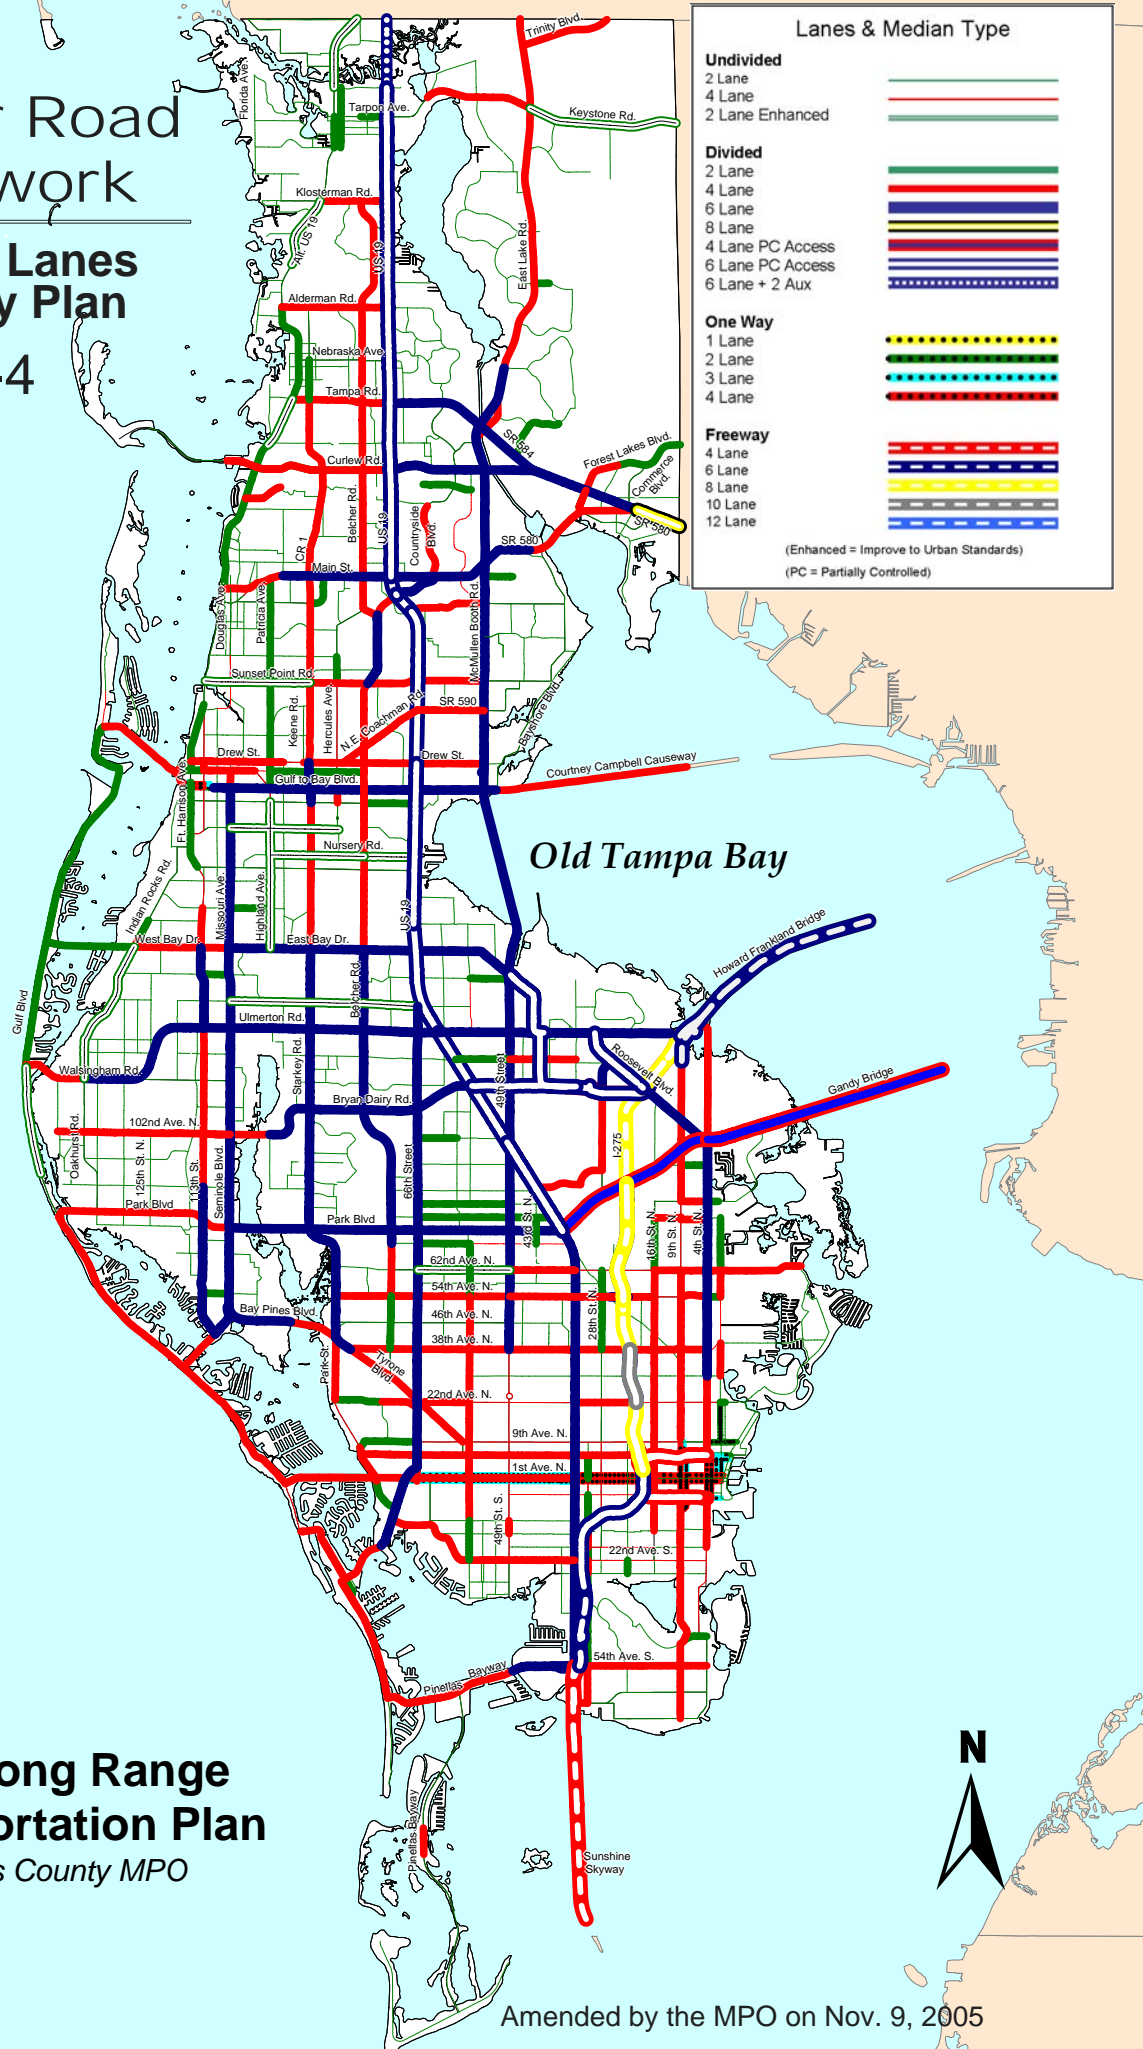 r Road
work
Lanes
y Plan
-4
Lanes & Median Type
Undivided
2 Lane
4 Lane
2 Lane Enhanced
Divided
2 Lane
4 Lane
6 Lane
8 Lane
4 Lane PC Access
6 Lane PC Access
6 Lane + 2 Aux
One Way
1 Lane
2 Lane
3 Lane
4 Lane
Freeway
4 Lane
6 Lane
8 Lane
10 Lane
12 Lane
(Enhanced = Improve to Urban Standards)
(PC = Partially Controlled)
Trinity Blvd.
Florida Ave.
Tarpon Ave.
Keystone Rd.
Klosterman Rd.
Alt. US 19
US 19
East Lake Rd.
Alderman Rd.
Nebraska Ave.
Tampa Rd.
SR 584
Forest Lakes Blvd.
Curlew Rd.
Commerce
Blvd.
Belcher Rd.
US 19
Countryside
Blvd.
SR 580
CR 1
SR 580
Main St.
Douglas Ave.
Patricia Ave.
McMullen Booth Rd.
Sunset Point Rd.
Keene Rd.
Hercules Ave.
N.E. Coachman Rd.
SR 590
Bayshore Blvd.
Drew St.
Drew St.
Courtney Campbell Causeway
Gulf to Bay Blvd.
Ft. Harrison Ave.
Nursery Rd.
Old Tampa Bay
Indian Rocks Rd.
Missouri Ave.
Highland Ave.
US 19
West Bay Dr.
East Bay Dr.
Howard Frankland Bridge
Belcher Rd.
Gulf Blvd
Ulmerton Rd.
Walsingham Rd.
Starkey Rd.
49th Street
Roosevelt Blvd.
Gandy Bridge
Bryan Dairy Rd.
102nd Ave. N.
Oakhurst Rd.
125th St. N.
113th St.
Seminole Blvd.
66th Street
I-275
Park Blvd
Park Blvd
43rd St. N.
16th St. N.
9th St. N.
4th St. N.
62nd Ave. N.
54th Ave. N.
28th St. N.
Bay Pines Blvd.
46th Ave. N.
38th Ave. N.
Park St.
Tyrone
Blvd.
22nd Ave. N.
9th Ave. N.
1st Ave. N.
49th St. S.
22nd Ave. S.
54th Ave. S.
Pinellas Bayway
Pinellas Bayway
Sunshine
Skyway
N
ong Range
ortation Plan
s County MPO
Amended by the MPO on Nov. 9, 2005